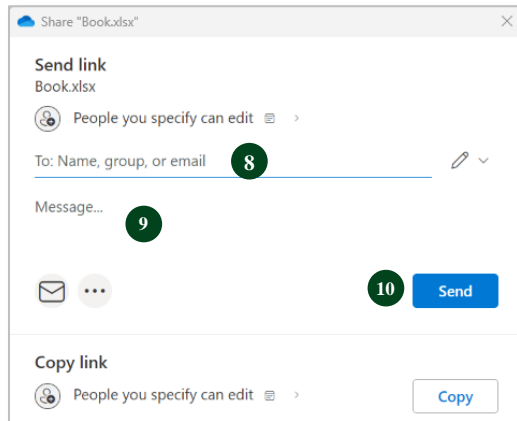 Share "Book.xlsx"
Send link
Book.xlsx
People you specify can edit
To: Name, group, or email 8
Message...
9
10 Send
Copy link
People you specify can edit
Copy